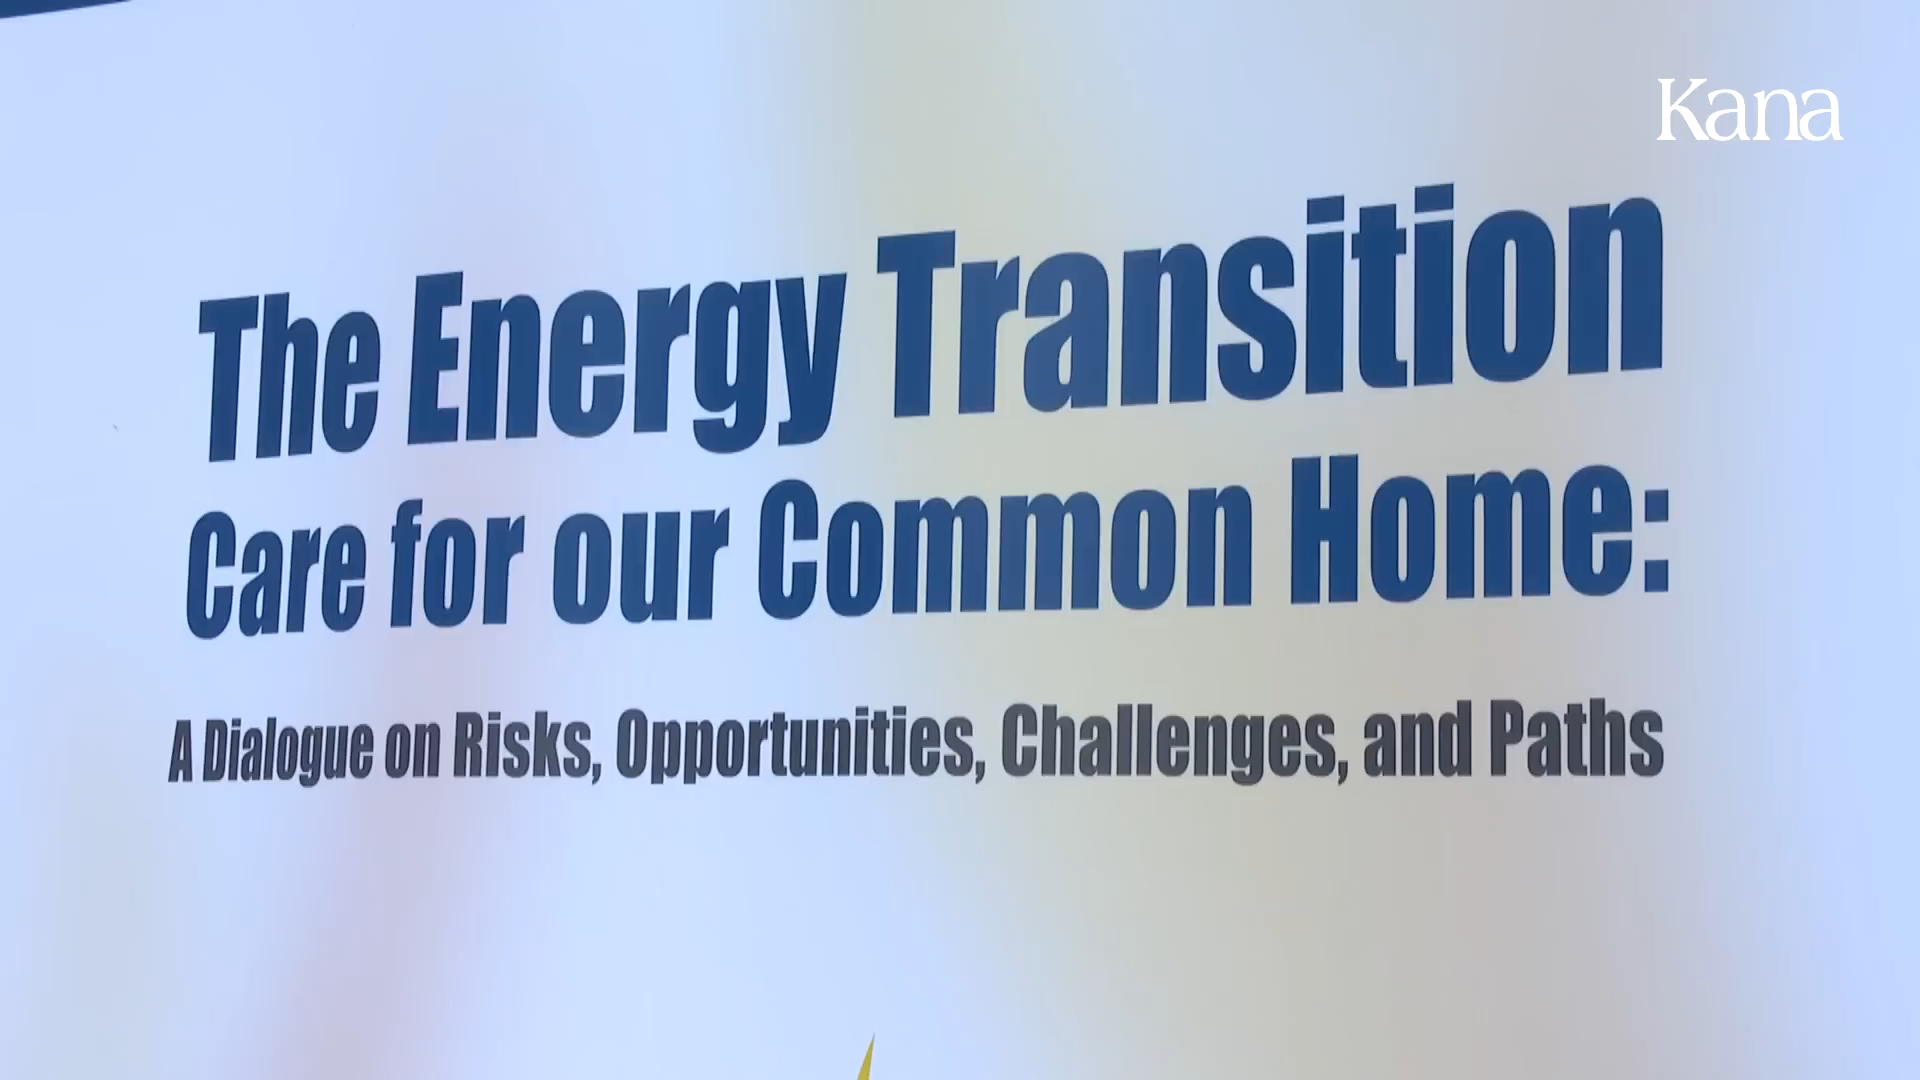 Kana
The Energy Transition
Care for our Common Home:
A Dialogue on Risks, Opportunities, Challenges, and Paths